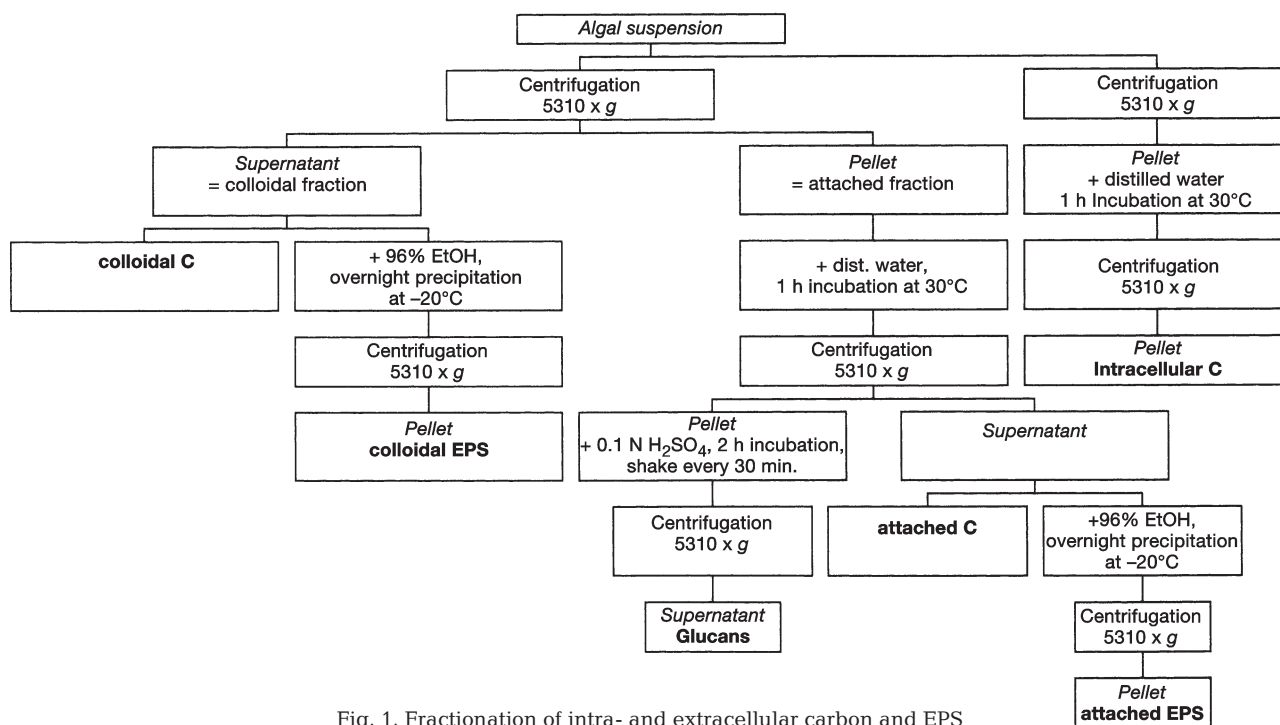 Algal suspension
Centrifugation
5310 x g
Centrifugation
5310 x g
Supernatant
= colloidal fraction
Pellet
= attached fraction
Pellet
+ distilled water
1 h Incubation at 30°C
colloidal C
+ 96% EtOH,
overnight precipitation
at –20°C
+ dist. water,
1 h incubation at 30°C
Centrifugation
5310 x g
Centrifugation
5310 x g
Centrifugation
5310 x g
Pellet
Intracellular C
Pellet
colloidal EPS
Pellet
+ 0.1 N H₂SO₄, 2 h incubation,
shake every 30 min.
Supernatant
Centrifugation
5310 x g
attached C
+96% EtOH,
overnight precipitation
at –20°C
Supernatant
Glucans
Centrifugation
5310 x g
Pellet
attached EPS
Fig. 1. Fractionation of intra- and extracellular carbon and EPS